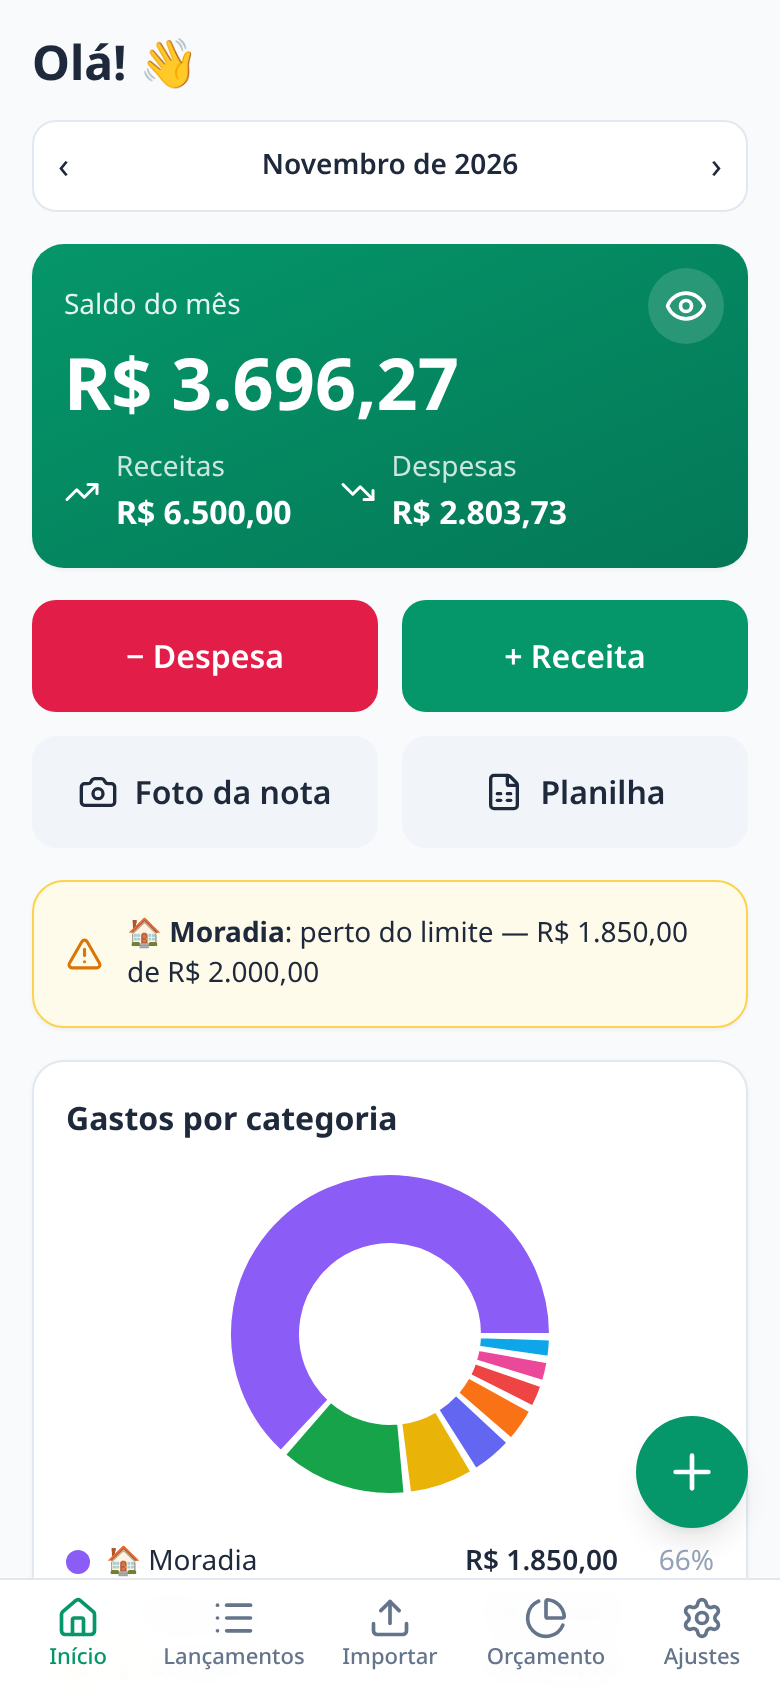 Olá! 👋
‹ Novembro de 2026 ›
Saldo do mês
R$ 3.696,27
Receitas
R$ 6.500,00
Despesas
R$ 2.803,73
− Despesa
+ Receita
Foto da nota
Planilha
🏠 Moradia: perto do limite — R$ 1.850,00
de R$ 2.000,00
Gastos por categoria
🏠 Moradia R$ 1.850,00 66%
Início
Lançamentos
Importar
Orçamento
Ajustes